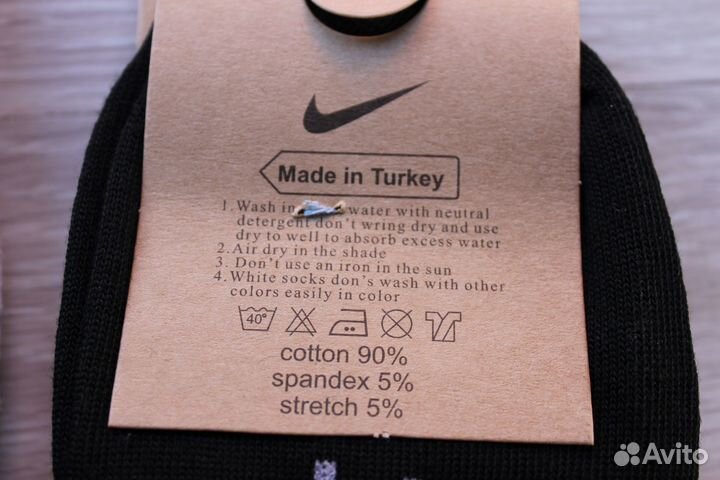 Made in Turkey
1. Wash in water with neutral
detergent don't wring dry and use
dry to well to absorb excess water
2. Air dry in the shade
3. Don't use an iron in the sun
4. White socks don's wash with other
colors easily in color
40°
cotton 90%
spandex 5%
stretch 5%
Avito